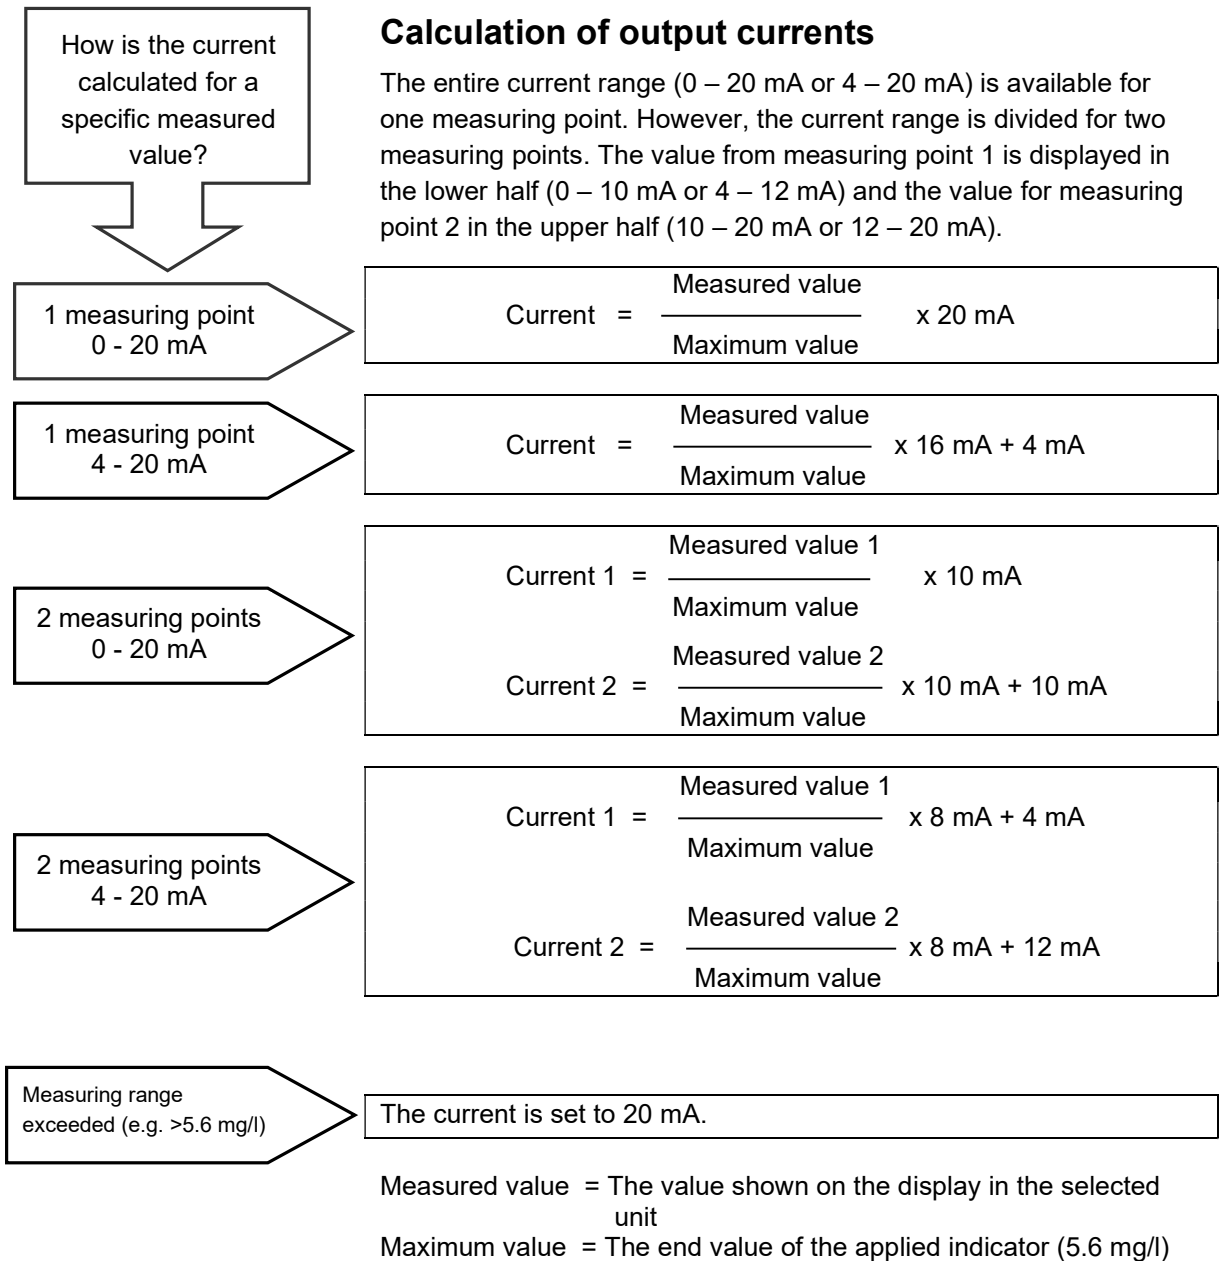 How is the current
calculated for a
specific measured
value?
Calculation of output currents
The entire current range (0 – 20 mA or 4 – 20 mA) is available for
one measuring point. However, the current range is divided for two
measuring points. The value from measuring point 1 is displayed in
the lower half (0 – 10 mA or 4 – 12 mA) and the value for measuring
point 2 in the upper half (10 – 20 mA or 12 – 20 mA).
1 measuring point
0 - 20 mA
Measured value
Current = x 20 mA
Maximum value
1 measuring point
4 - 20 mA
Measured value
Current = x 16 mA + 4 mA
Maximum value
2 measuring points
0 - 20 mA
Measured value 1
Current 1 = x 10 mA
Maximum value
Measured value 2
Current 2 = x 10 mA + 10 mA
Maximum value
2 measuring points
4 - 20 mA
Measured value 1
Current 1 = x 8 mA + 4 mA
Maximum value
Measured value 2
Current 2 = x 8 mA + 12 mA
Maximum value
Measuring range
exceeded (e.g. >5.6 mg/l)
The current is set to 20 mA.
Measured value = The value shown on the display in the selected
unit
Maximum value = The end value of the applied indicator (5.6 mg/l)